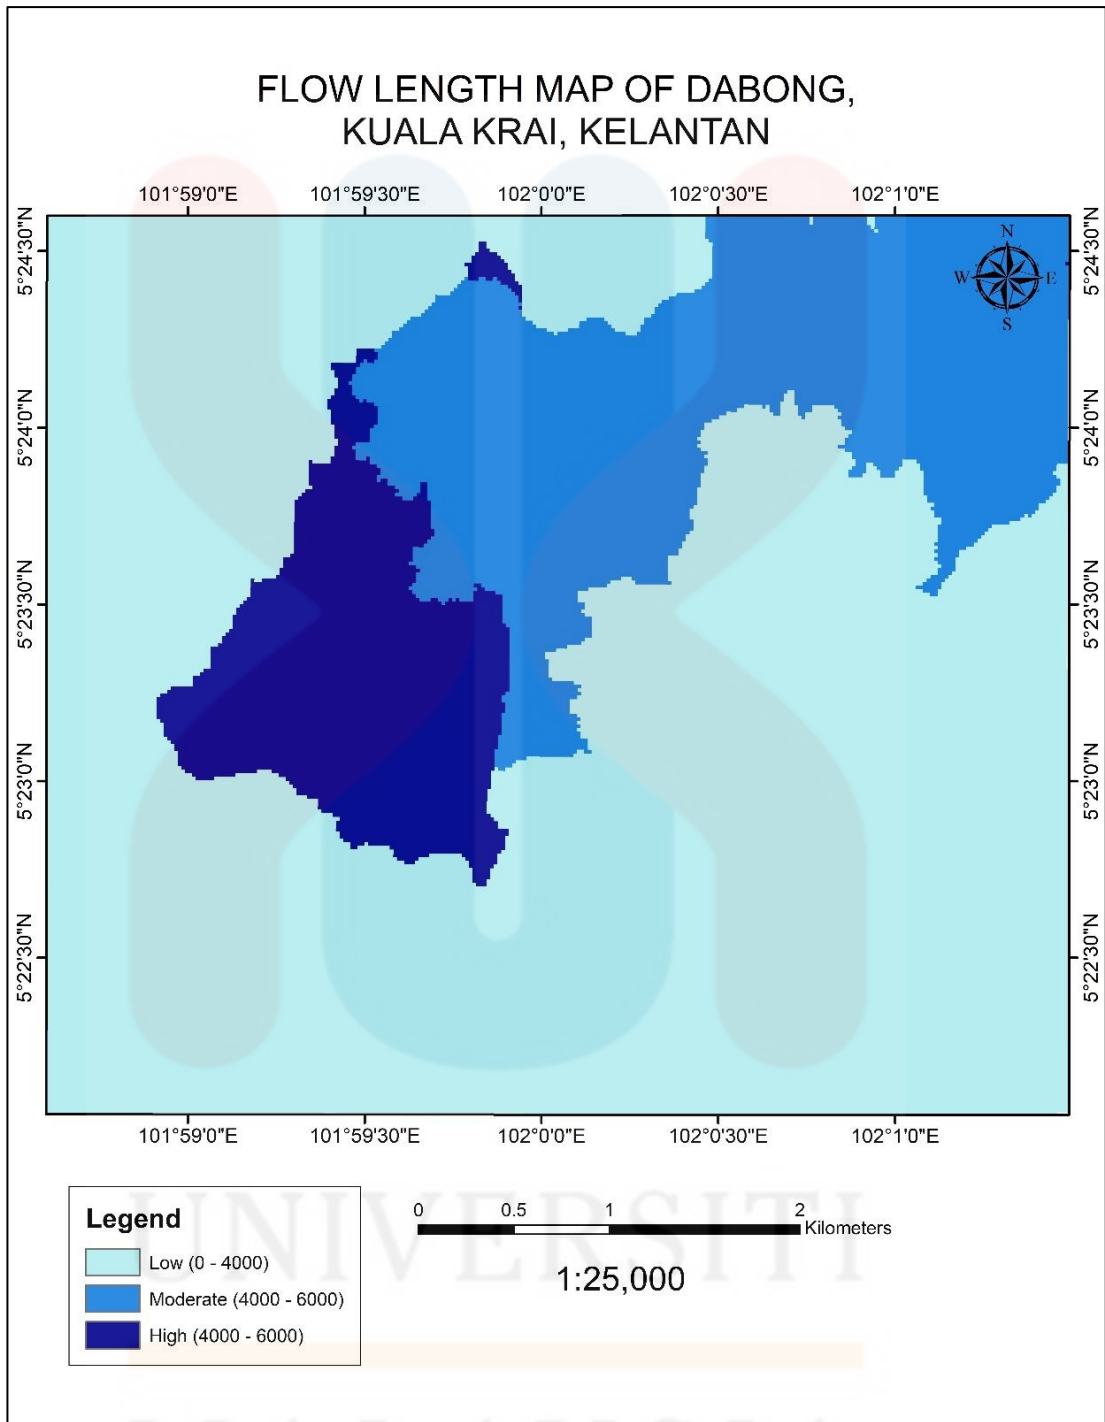 FLOW LENGTH MAP OF DABONG,
KUALA KRAI, KELANTAN
101°59'0"E 101°59'30"E 102°0'0"E 102°0'30"E 102°1'0"E
5°24'30"N 5°24'30"N
N
W E
S
5°24'0"N 5°24'0"N
5°23'30"N 5°23'30"N
5°23'0"N 5°23'0"N
5°22'30"N 5°22'30"N
101°59'0"E 101°59'30"E 102°0'0"E 102°0'30"E 102°1'0"E
Legend
Low (0 - 4000)
Moderate (4000 - 6000)
High (4000 - 6000)
0 0.5 1 2
Kilometers
1:25,000
UNIVERSITI